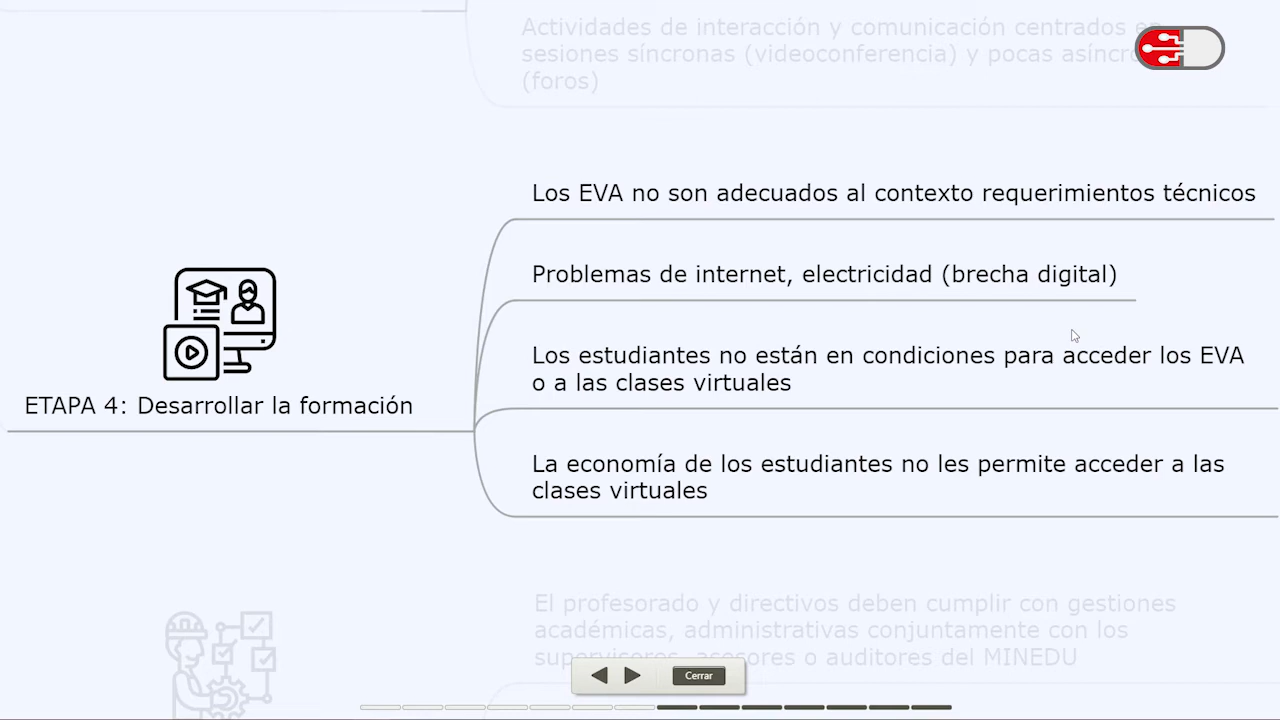 Actividades de interacción y comunicación centrados en
sesiones síncronas (videoconferencia) y pocas
(foros)
Los EVA no son adecuados al contexto requerimientos técnicos
Problemas de internet, electricidad (brecha digital)
Los estudiantes no están en condiciones para acceder los EVA
o a las clases virtuales
ETAPA 4: Desarrollar la formación
La economía de los estudiantes no les permite acceder a las
clases virtuales
El profesorado y directivos deben cumplir con gestiones
académicas, administrativas conjuntamente con los
supervisores, asesores o auditores del MINEDU
Cerrar